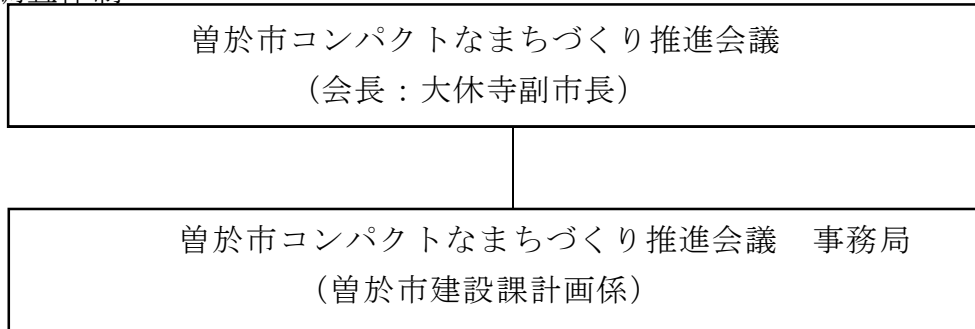 曽於市コンパクトなまちづくり推進会議
（会長：大休寺副市長）
曽於市コンパクトなまちづくり推進会議　事務局
（曽於市建設課計画係）